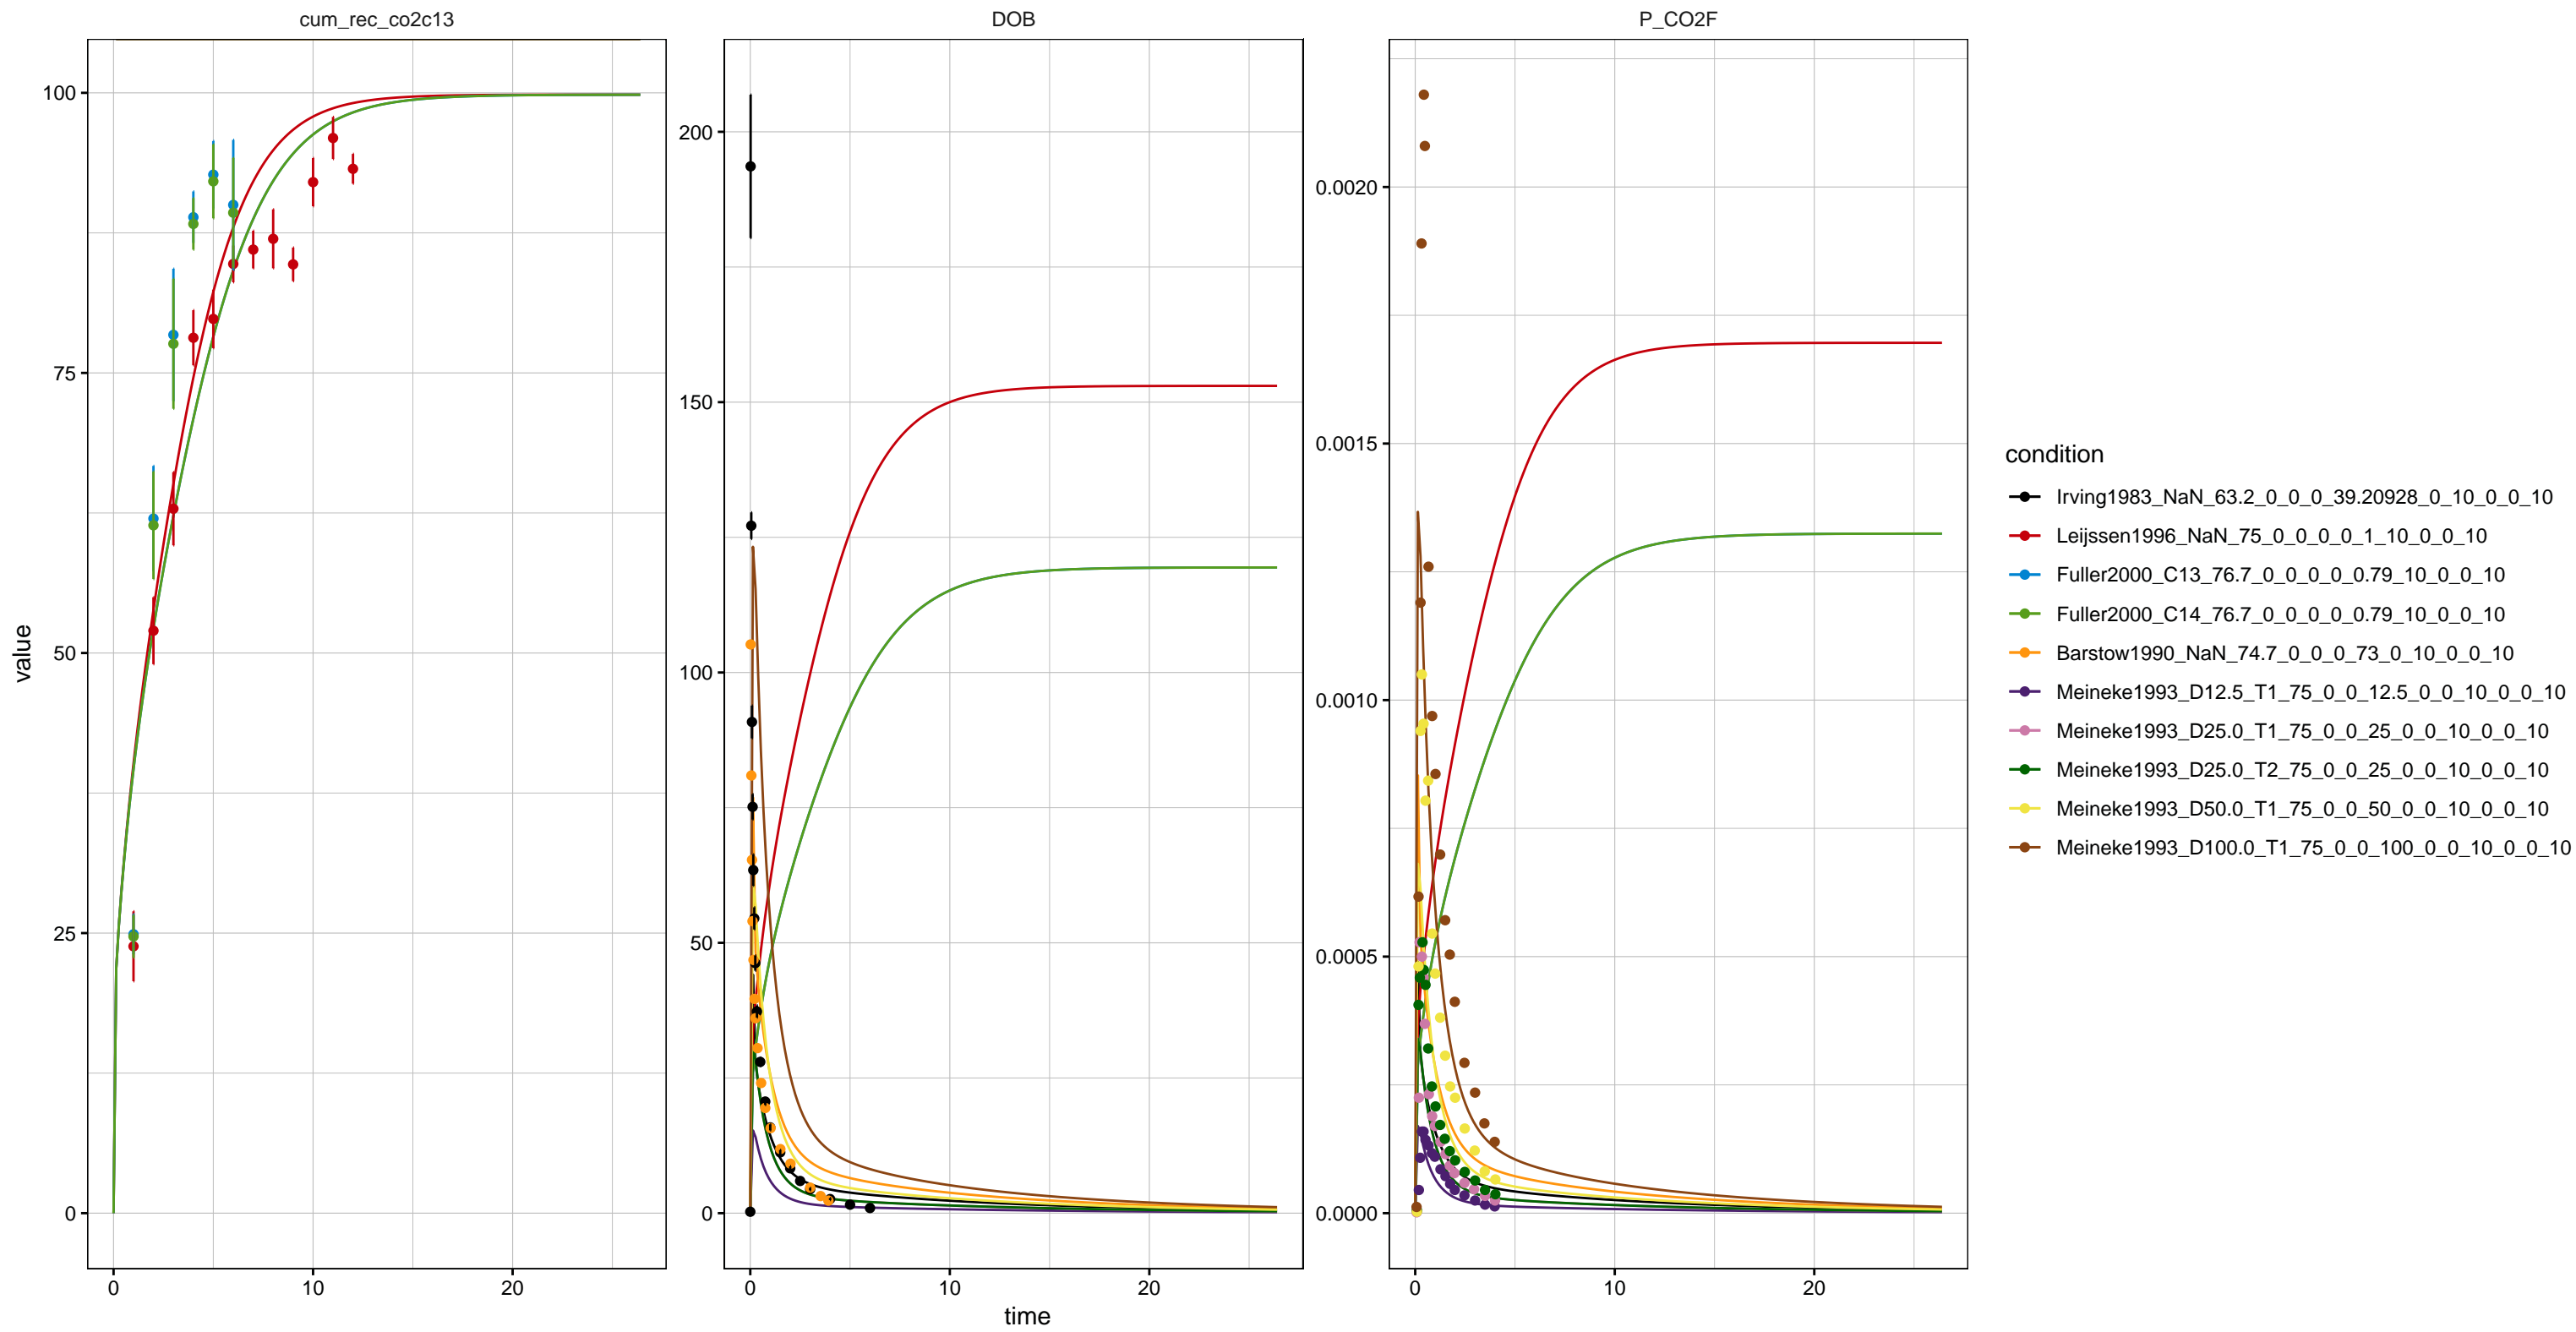 cum_rec_co2c13
DOB
P_CO2F
value
100
75
50
25
0
200
150
100
50
0
0.0020
0.0015
0.0010
0.0005
0.0000
0
10
20
0
10
20
0
10
20
time
condition
Irving1983_NaN_63.2_0_0_0_39.20928_0_10_0_0_10
Leijssen1996_NaN_75_0_0_0_0_1_10_0_0_10
Fuller2000_C13_76.7_0_0_0_0_0.79_10_0_0_10
Fuller2000_C14_76.7_0_0_0_0_0.79_10_0_0_10
Barstow1990_NaN_74.7_0_0_0_73_0_10_0_0_10
Meineke1993_D12.5_T1_75_0_0_12.5_0_0_10_0_0_10
Meineke1993_D25.0_T1_75_0_0_25_0_0_10_0_0_10
Meineke1993_D25.0_T2_75_0_0_25_0_0_10_0_0_10
Meineke1993_D50.0_T1_75_0_0_50_0_0_10_0_0_10
Meineke1993_D100.0_T1_75_0_0_100_0_0_10_0_0_10